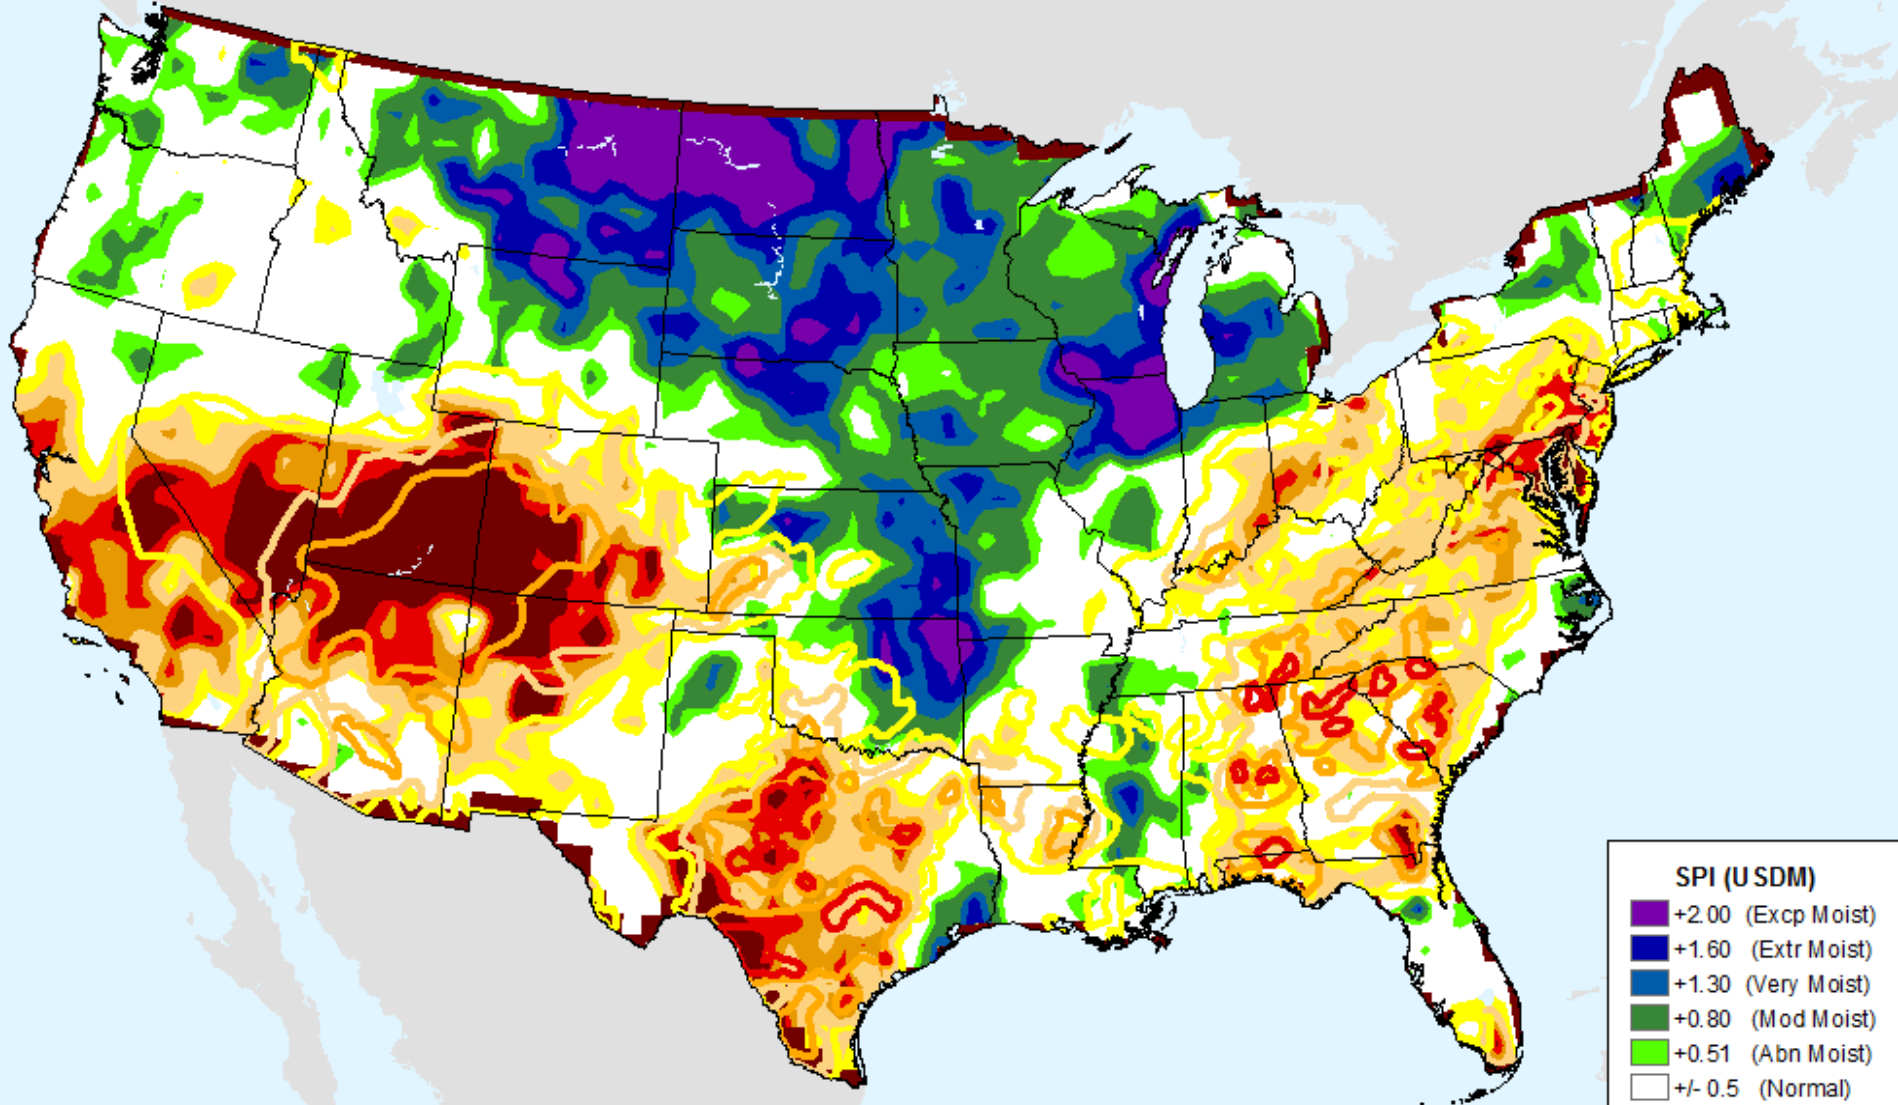 SPI (USDM)
+2.00 (Excp Moist)
+1.60 (Extr Moist)
+1.30 (Very Moist)
+0.80 (Mod Moist)
+0.51 (Abn Moist)
+/- 0.5 (Normal)